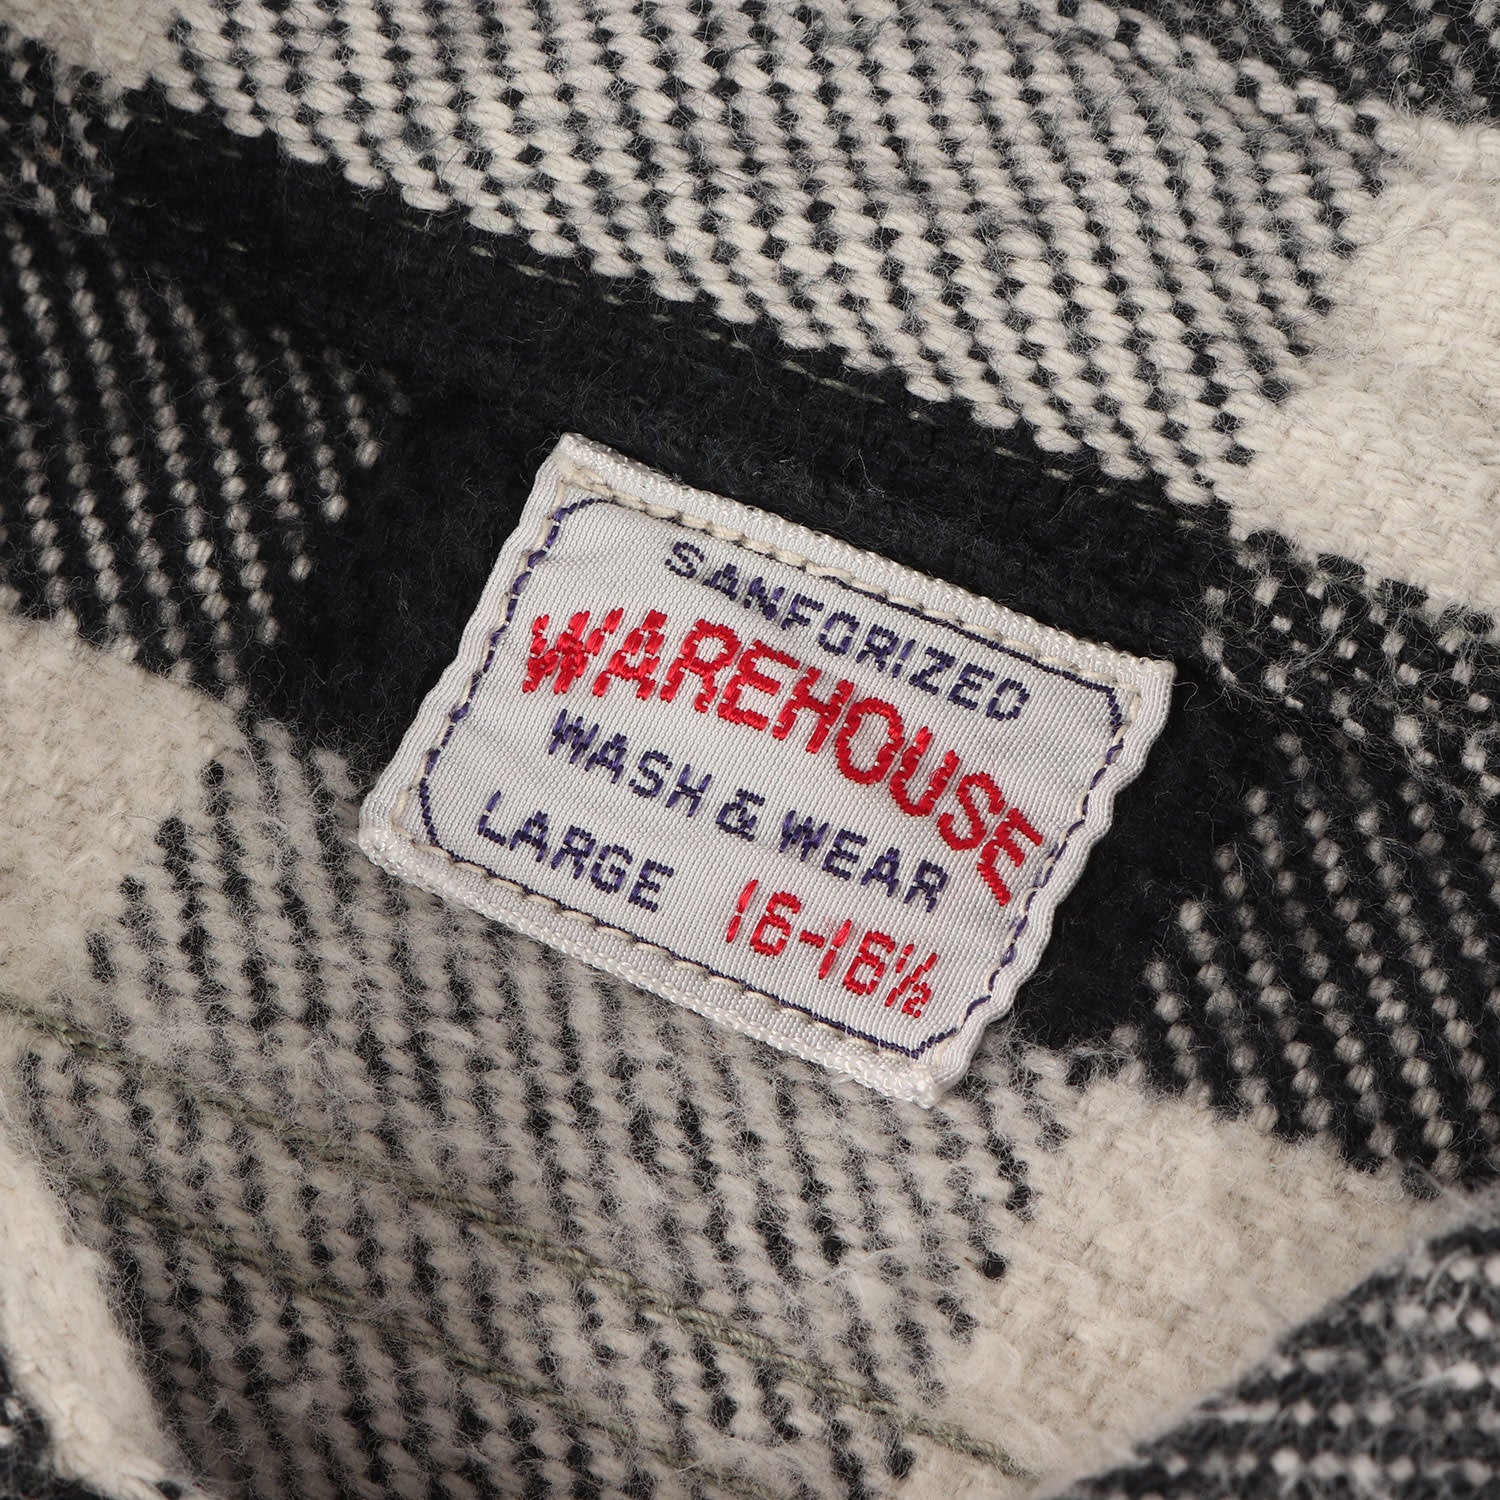 SANFORIZED
WAREHOUSE
WASH & WEAR
LARGE 16-16½